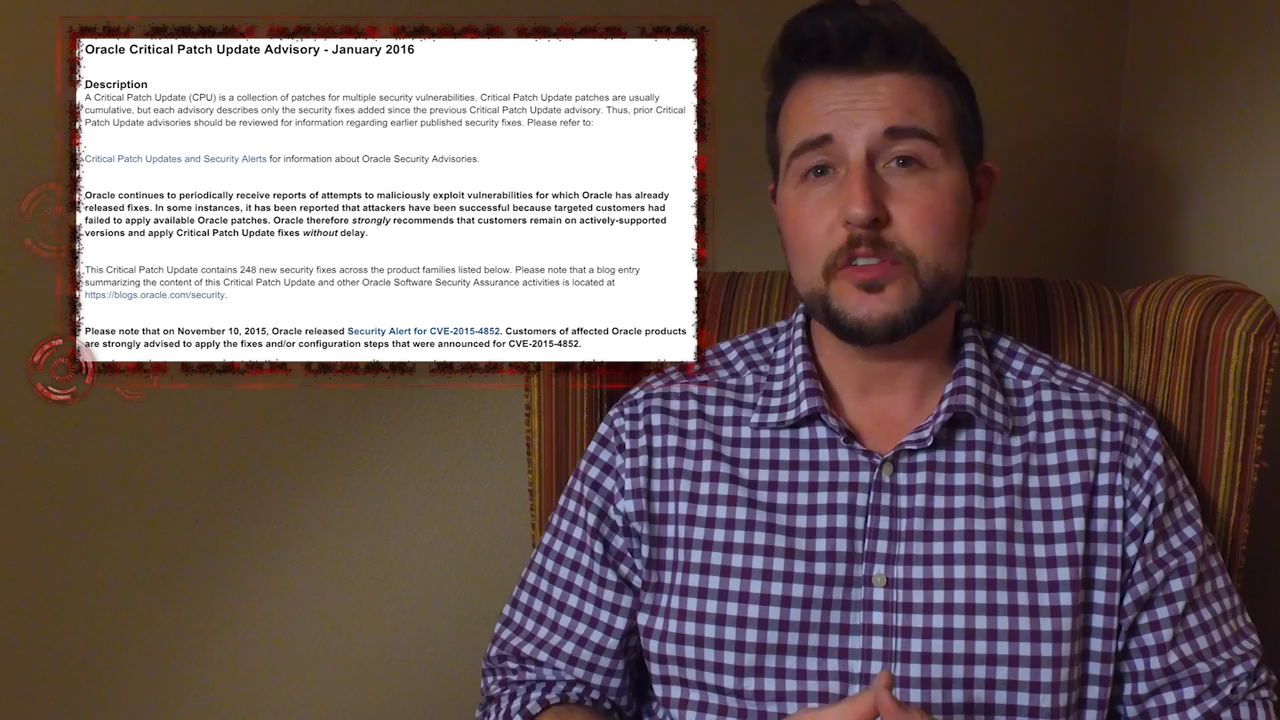 Oracle Critical Patch Update Advisory - January 2016
Description
A Critical Patch Update (CPU) is a collection of patches for multiple security vulnerabilities. Critical Patch Update patches are usually
cumulative, but each advisory describes only the security fixes added since the previous Critical Patch Update advisory. Thus, prior Critical
Patch Update advisories should be reviewed for information regarding earlier published security fixes. Please refer to:
Critical Patch Updates and Security Alerts for information about Oracle Security Advisories.
Oracle continues to periodically receive reports of attempts to maliciously exploit vulnerabilities for which Oracle has already
released fixes. In some instances, it has been reported that attackers have been successful because targeted customers had
failed to apply available Oracle patches. Oracle therefore strongly recommends that customers remain on actively-supported
versions and apply Critical Patch Update fixes without delay.
This Critical Patch Update contains 248 new security fixes across the product families listed below. Please note that a blog entry
summarizing the content of this Critical Patch Update and other Oracle Software Security Assurance activities is located at
https://blogs.oracle.com/security.
Please note that on November 10, 2015, Oracle released Security Alert for CVE-2015-4852. Customers of affected Oracle products
are strongly advised to apply the fixes and/or configuration steps that were announced for CVE-2015-4852.